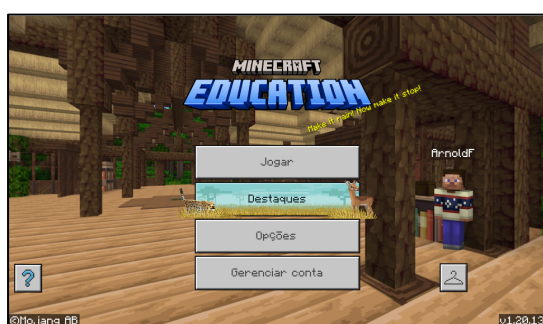 MINECRAFT
EDUCATION
Make it rain! Now make it stop!
Jogar
ArnoldF
Destaques
Opções
Gerenciar conta
?
©Mojang AB
v1.20.13